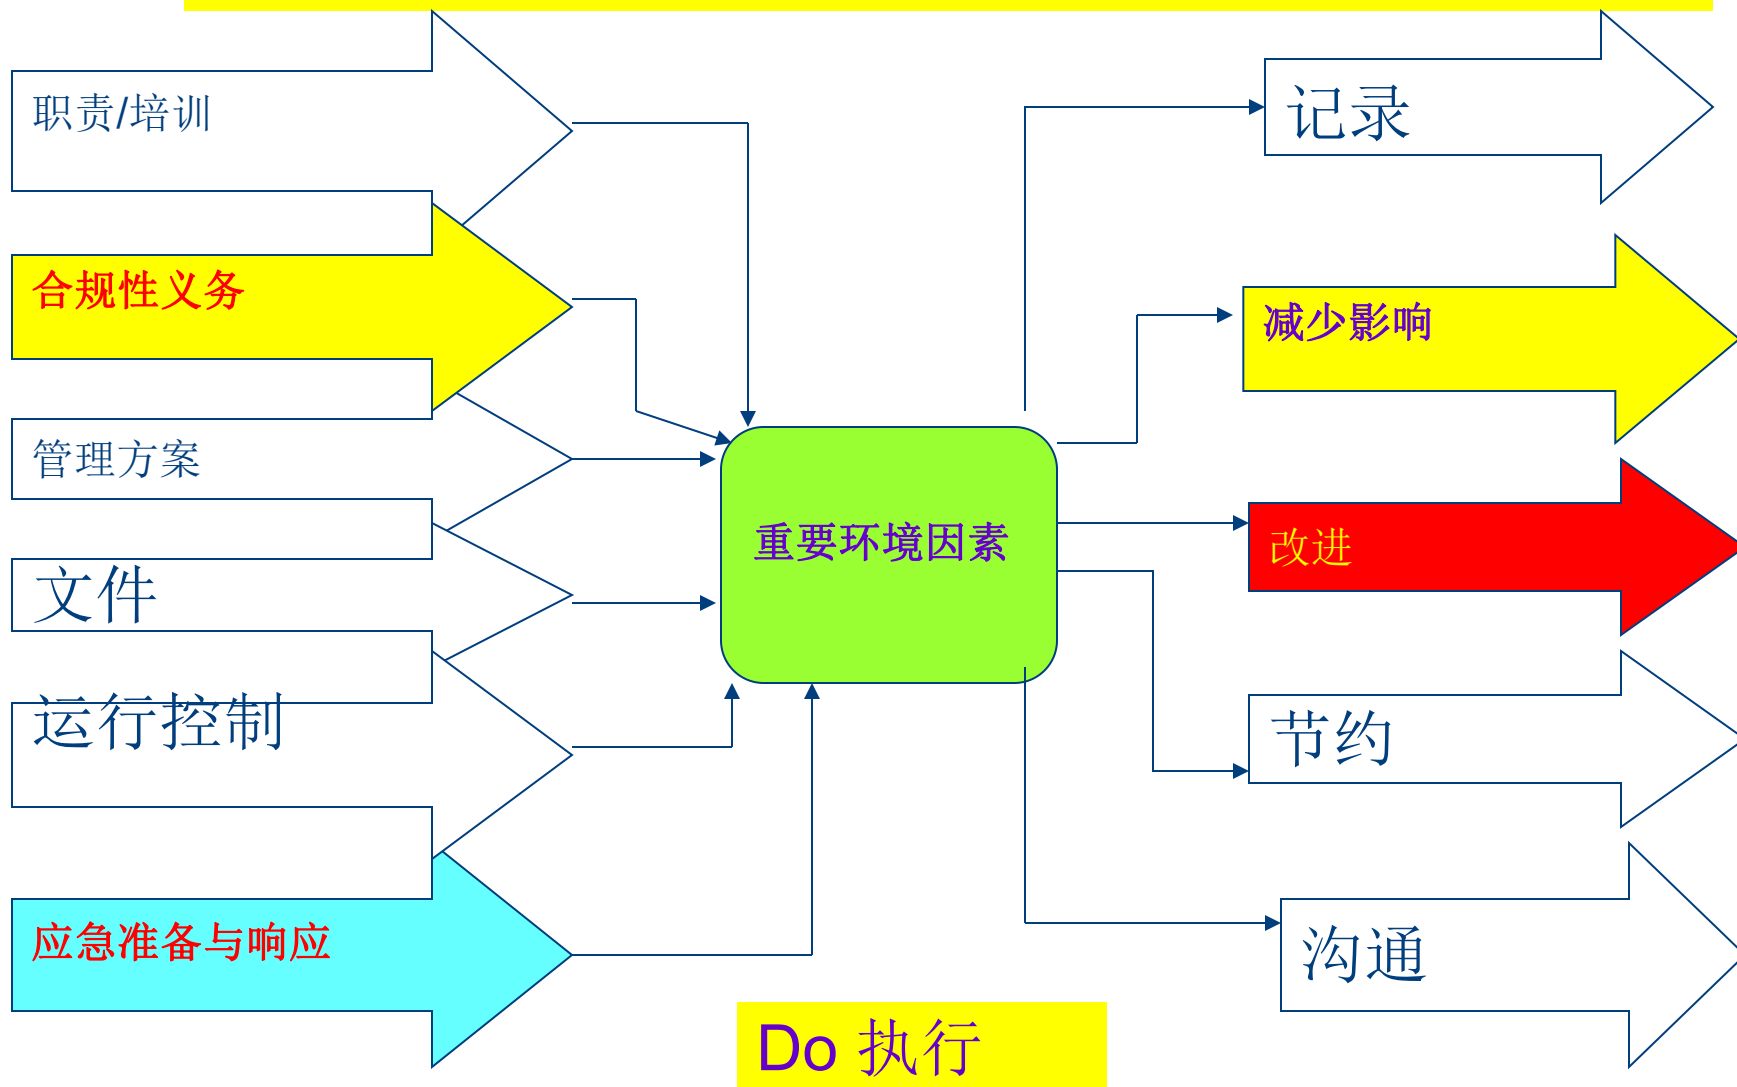 职责/培训
合规性义务
管理方案
文件
运行控制
应急准备与响应
重要环境因素
记录
减少影响
改进
节约
沟通
Do 执行